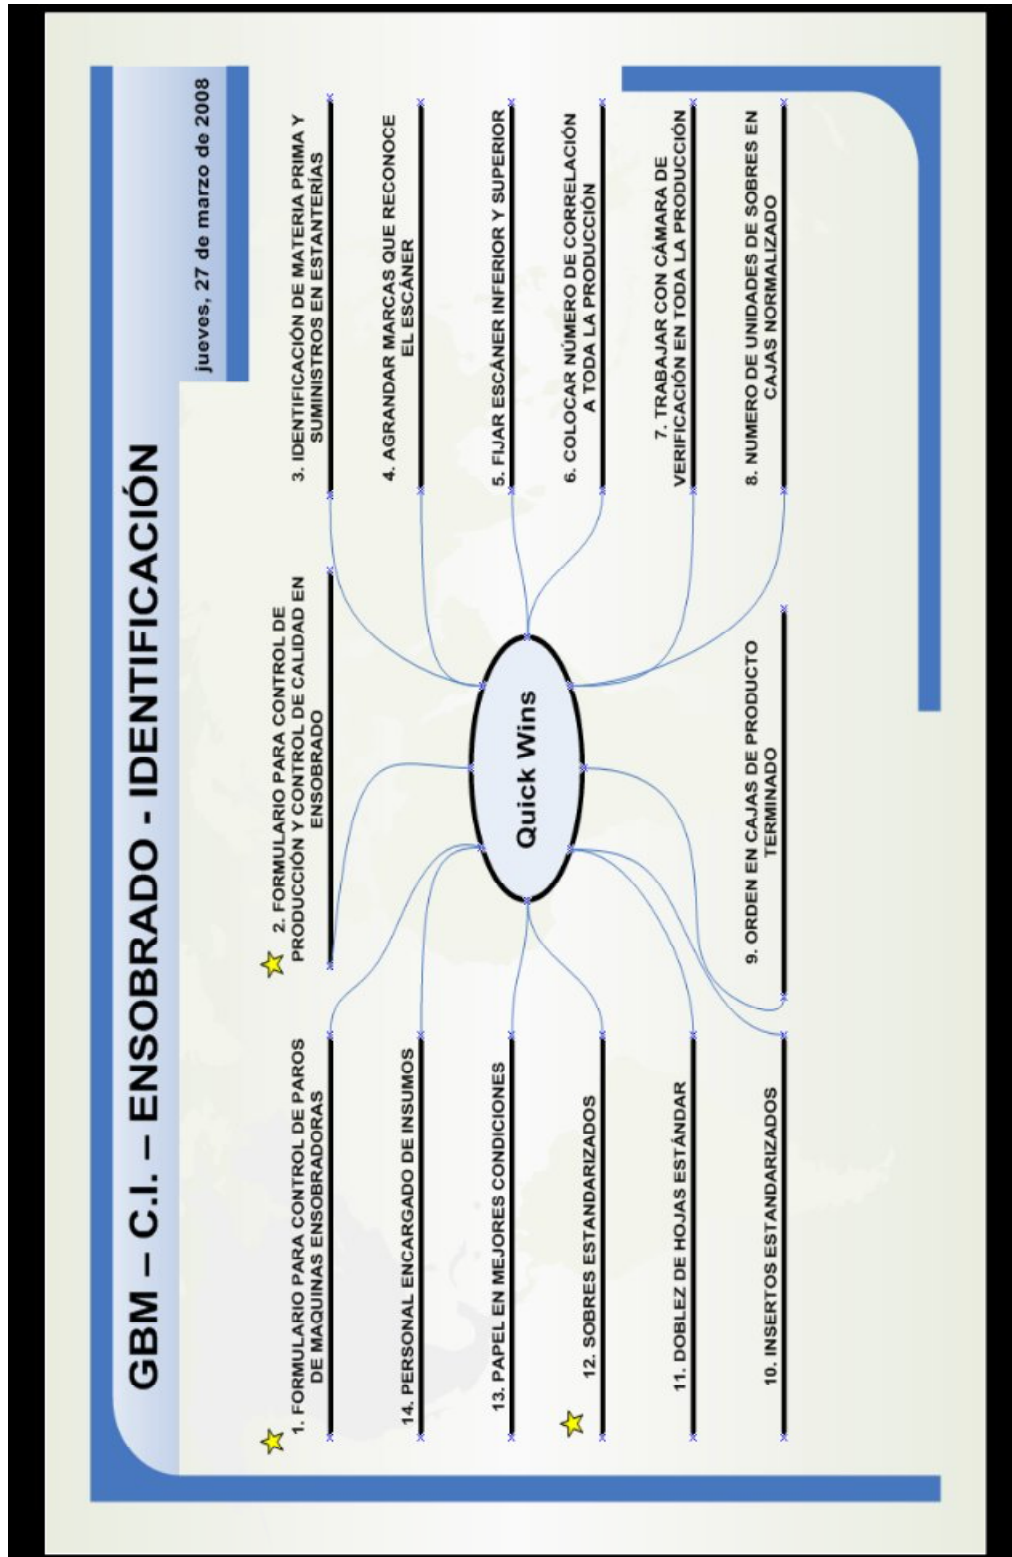 GBM – C.I. – ENSOBRADO - IDENTIFICACIÓN
jueves, 27 de marzo de 2008
1. FORMULARIO PARA CONTROL DE PAROS
DE MAQUINAS ENSOBRADORAS
2. FORMULARIO PARA CONTROL DE
PRODUCCIÓN Y CONTROL DE CALIDAD EN
ENSOBRADO
3. IDENTIFICACIÓN DE MATERIA PRIMA Y
SUMINISTROS EN ESTANTERÍAS
14. PERSONAL ENCARGADO DE INSUMOS
4. AGRANDAR MARCAS QUE RECONOCE
EL ESCÁNER
13. PAPEL EN MEJORES CONDICIONES
Quick Wins
5. FIJAR ESCÁNER INFERIOR Y SUPERIOR
12. SOBRES ESTANDARIZADOS
6. COLOCAR NÚMERO DE CORRELACIÓN
A TODA LA PRODUCCIÓN
11. DOBLEZ DE HOJAS ESTÁNDAR
7. TRABAJAR CON CÁMARA DE
VERIFICACIÓN EN TODA LA PRODUCCIÓN
10. INSERTOS ESTANDARIZADOS
9. ORDEN EN CAJAS DE PRODUCTO
TERMINADO
8. NUMERO DE UNIDADES DE SOBRES EN
CAJAS NORMALIZADO